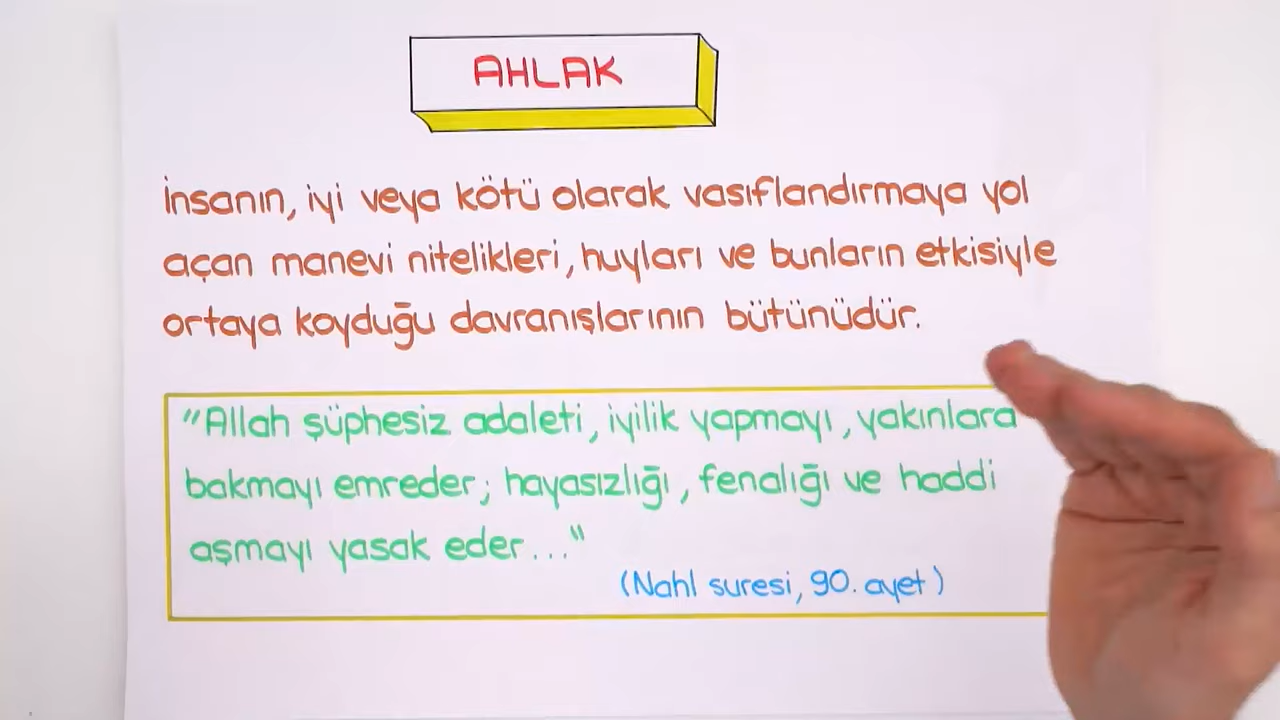 AHLAK
İnsanın, iyi veya kötü olarak vasıflandırmaya yol
açan manevi nitelikleri, huyları ve bunların etkisiyle
ortaya koyduğu davranışlarının bütünüdür.
"Allah şüphesiz adaleti, iyilik yapmayı, yakınlara
bakmayı emreder; hayasızlığı, fenalığı ve haddi
aşmayı yasak eder..."
(Nahl suresi, 90. ayet)